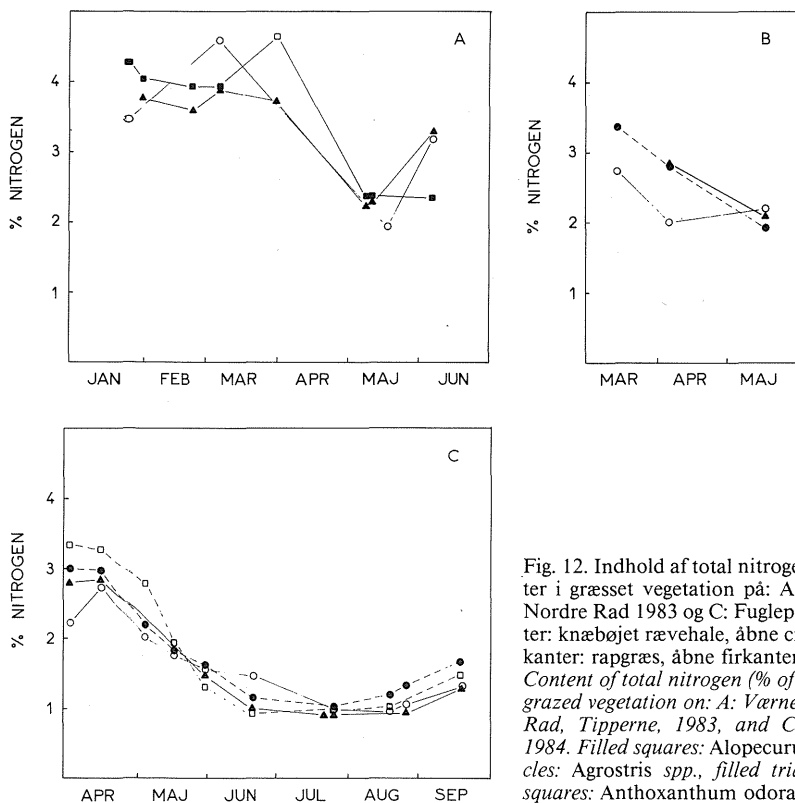 A
% NITROGEN
4
3
2
1
JAN FEB MAR APR MAJ JUN
B
% NITROGEN
4
3
2
1
MAR APR MAJ
C
% NITROGEN
4
3
2
1
APR MAJ JUN JUL AUG SEP
Fig. 12. Indhold af total nitroge
ter i græsset vegetation på: A
Nordre Rad 1983 og C: Fuglep
ter: knæbøjet rævehale, åbne c
kanter: rapgræs, åbne firkanter
Content of total nitrogen (% of
grazed vegetation on: A: Værne
Rad, Tipperne, 1983, and C
1984. Filled squares: Alopecuru
cles: Agrostris spp., filled tri
squares: Anthoxanthum odora